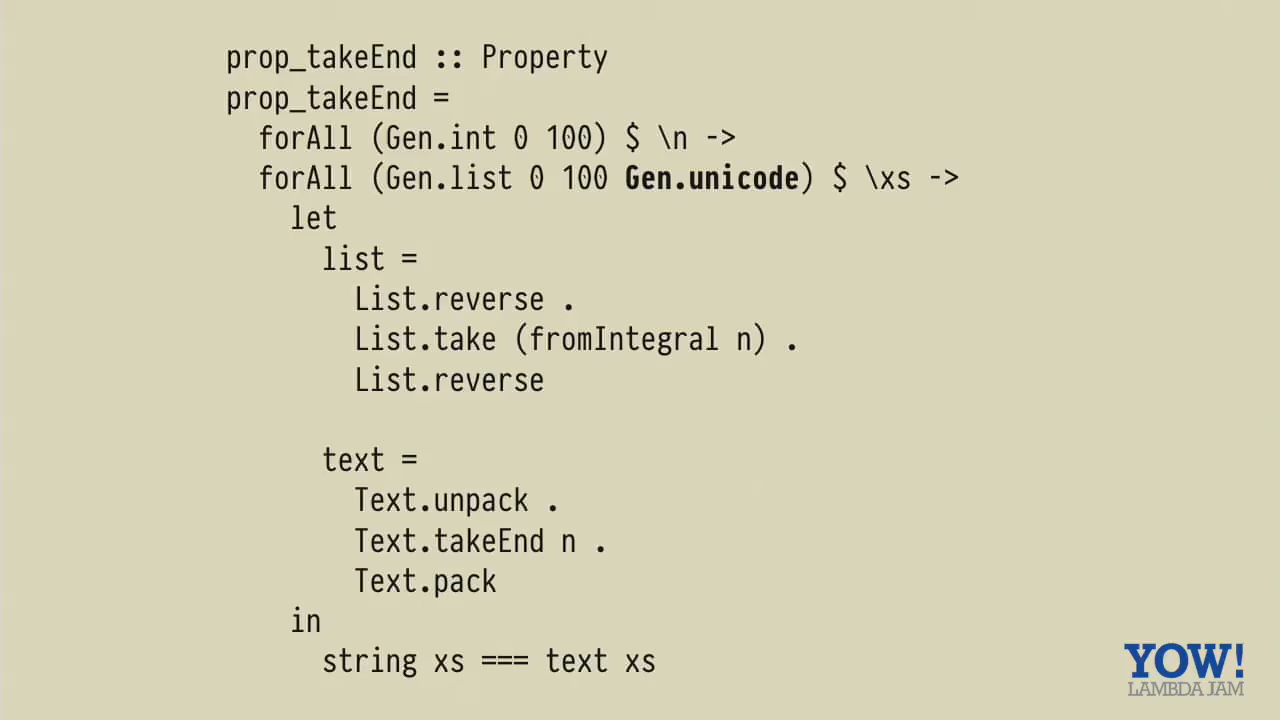 prop_takeEnd :: Property
prop_takeEnd =
  forAll (Gen.int 0 100) $ \n ->
  forAll (Gen.list 0 100 Gen.unicode) $ \xs ->
    let
      list =
        List.reverse .
        List.take (fromIntegral n) .
        List.reverse

      text =
        Text.unpack .
        Text.takeEnd n .
        Text.pack
    in
      string xs === text xs
YOW!
LAMBDA JAM